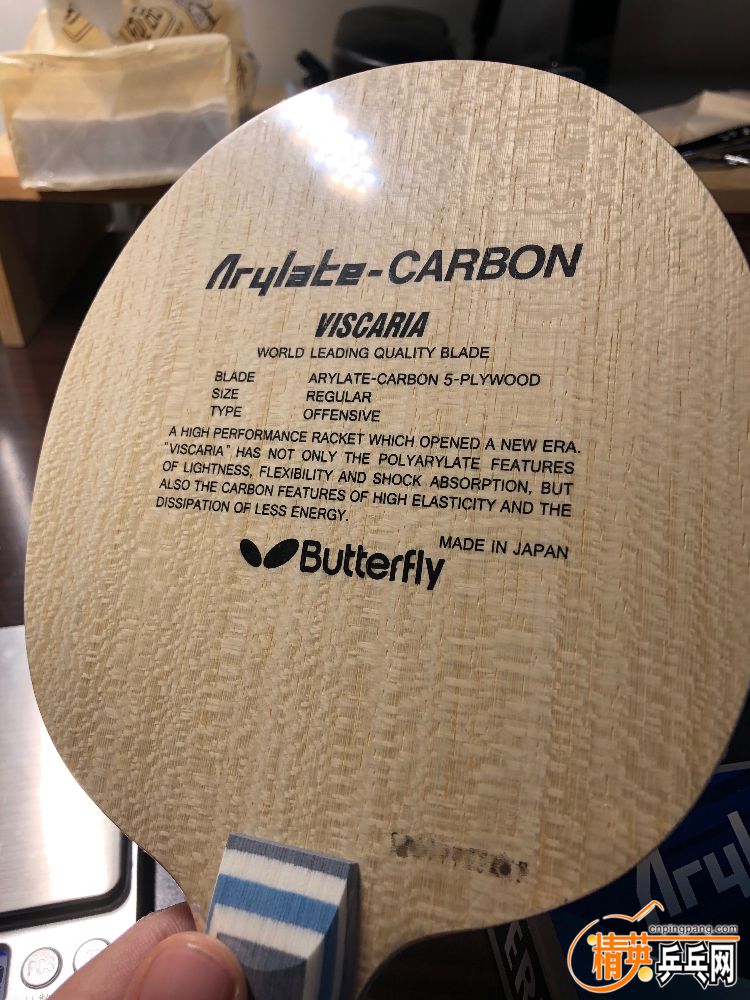 Arylate-CARBON
VISCARIA
WORLD LEADING QUALITY BLADE
BLADE ARYLATE-CARBON 5-PLYWOOD
SIZE REGULAR
TYPE OFFENSIVE
A HIGH PERFORMANCE RACKET WHICH OPENED A NEW ERA.
"VISCARIA" HAS NOT ONLY THE POLYARYLATE FEATURES
OF LIGHTNESS, FLEXIBILITY AND SHOCK ABSORPTION, BUT
ALSO THE CARBON FEATURES OF HIGH ELASTICITY AND THE
DISSIPATION OF LESS ENERGY.
MADE IN JAPAN
Butterfly
PCS
Aryla
cnpingpang.com
精英乒乓网